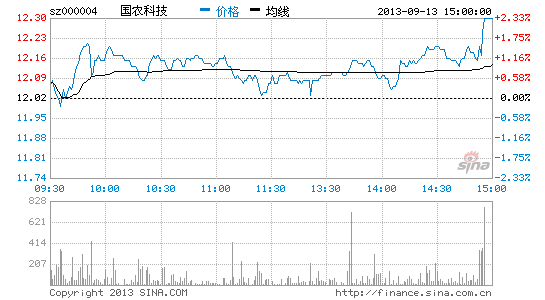 sz000004 国农科技 价格 均线 2013-09-13 15:00:00
12.30 +2.33%
12.23 +1.75%
12.16 +1.16%
12.09 +0.58%
12.02 0.00%
11.95 -0.58%
11.88 -1.16%
11.81 -1.75%
11.74 -2.33%
sina
新浪财经
09:30 10:00 10:30 11:00 11:30 13:30 14:00 14:30 15:00
828
621
414
207
Copyright 2013 SINA.COM http://finance.sina.com.cn